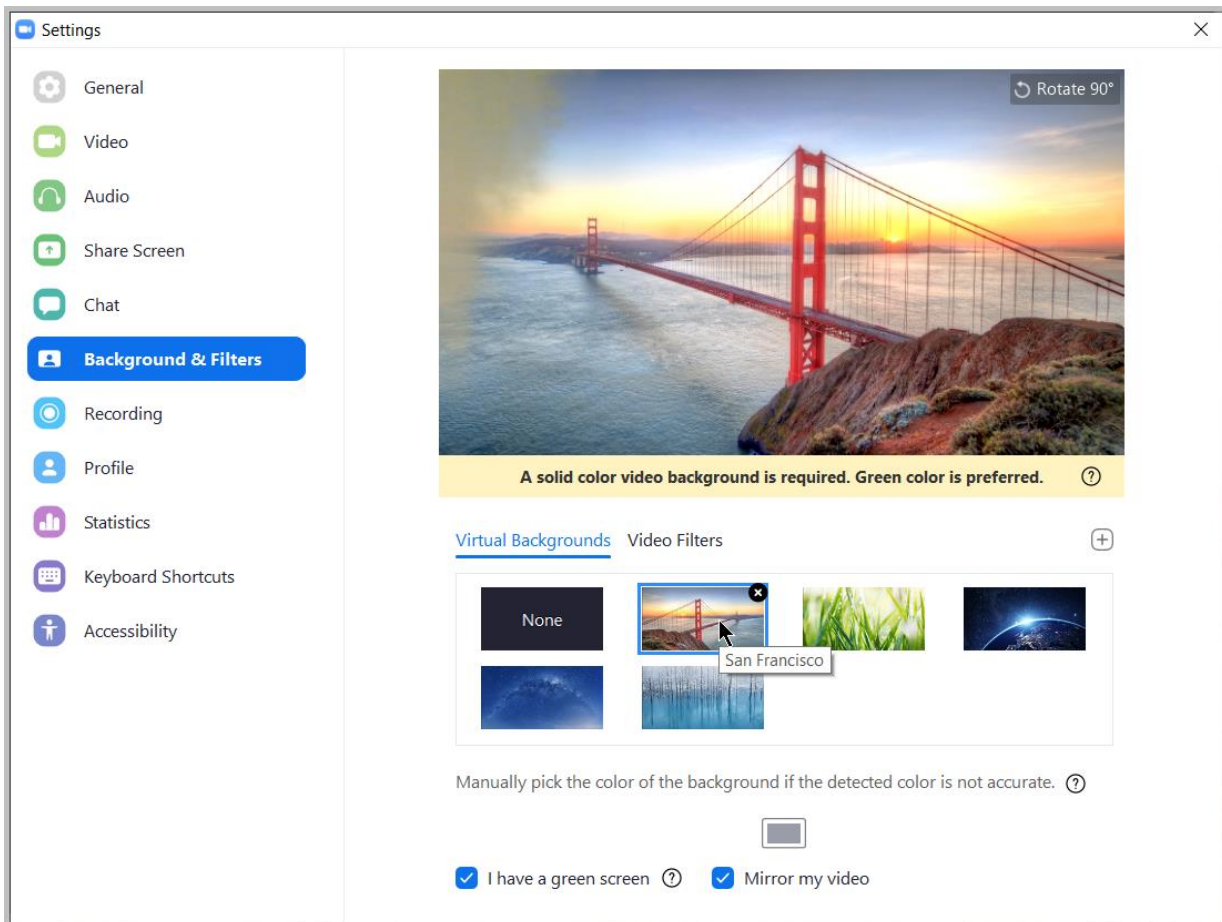 Settings
General
Rotate 90°
Video
Audio
Share Screen
Chat
Background & Filters
Recording
Profile
A solid color video background is required. Green color is preferred.
Statistics
Virtual Backgrounds Video Filters
Keyboard Shortcuts
Accessibility
None
San Francisco
Manually pick the color of the background if the detected color is not accurate.
I have a green screen Mirror my video